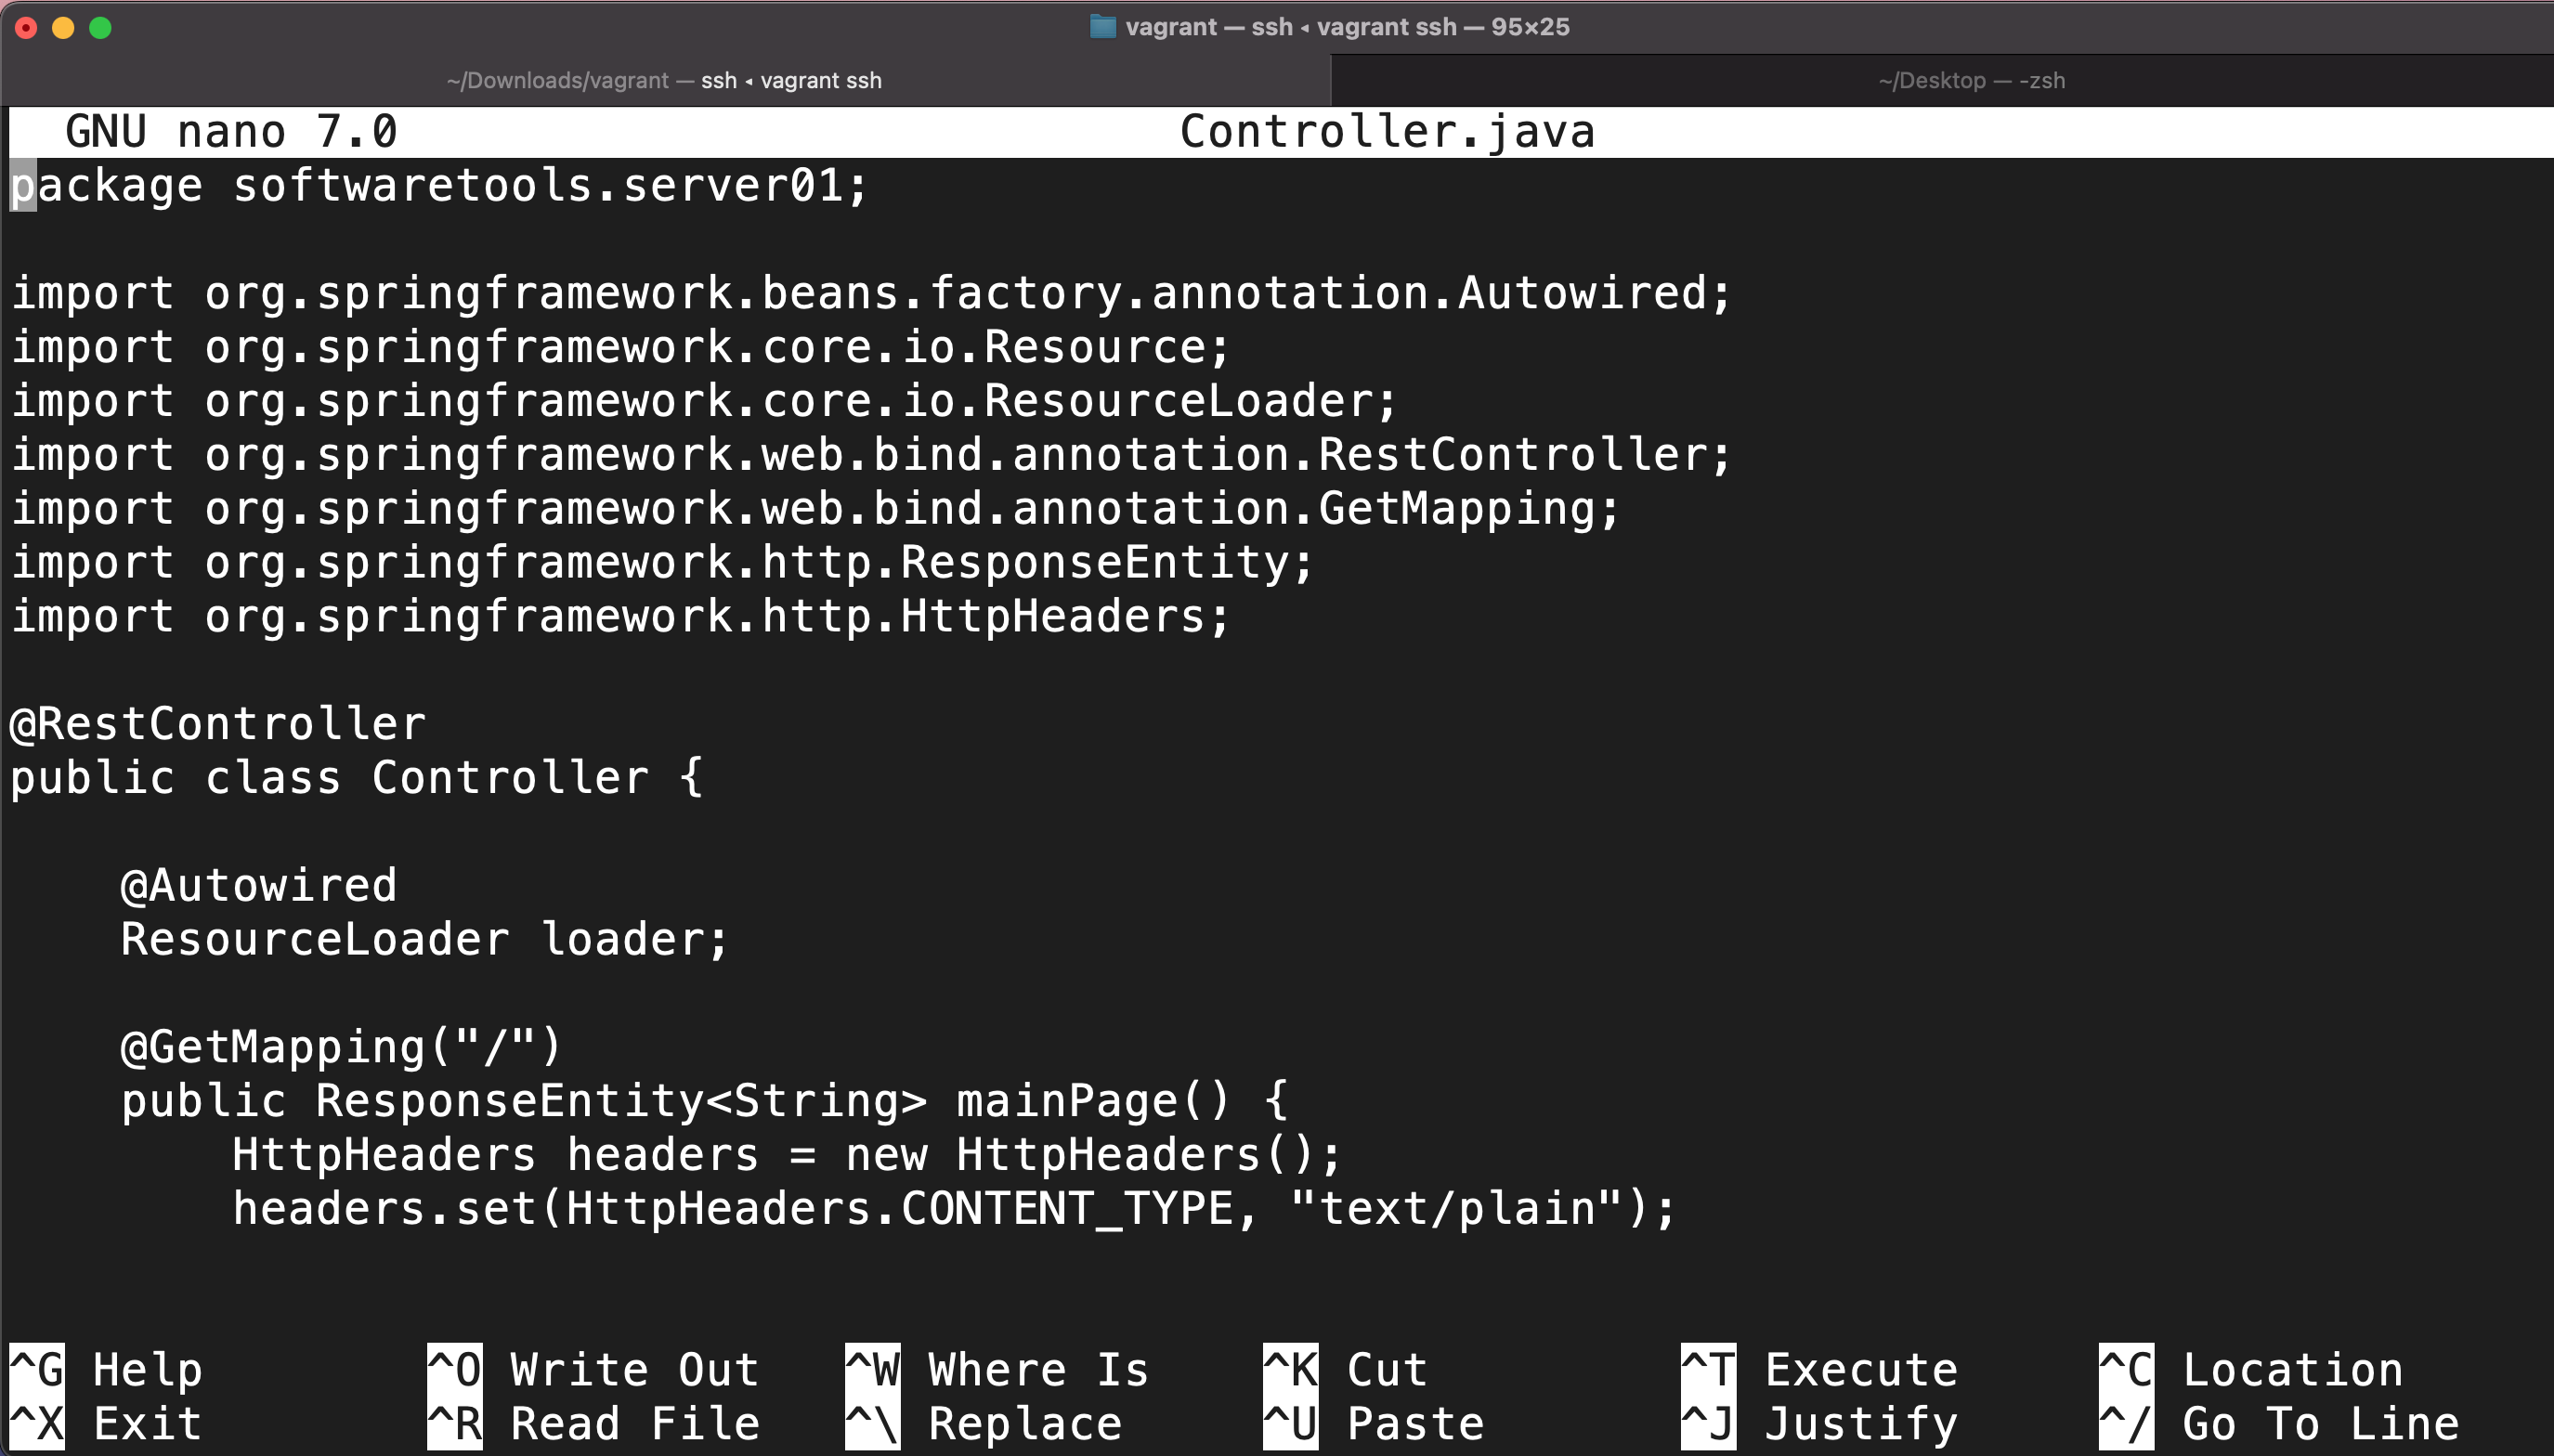 vagrant — ssh ◂ vagrant ssh — 95×25
~/Downloads/vagrant — ssh ◂ vagrant ssh
~/Desktop — -zsh
GNU nano 7.0 Controller.java
package softwaretools.server01;
import org.springframework.beans.factory.annotation.Autowired;
import org.springframework.core.io.Resource;
import org.springframework.core.io.ResourceLoader;
import org.springframework.web.bind.annotation.RestController;
import org.springframework.web.bind.annotation.GetMapping;
import org.springframework.http.ResponseEntity;
import org.springframework.http.HttpHeaders;
@RestController
public class Controller {
    @Autowired
    ResourceLoader loader;
    @GetMapping("/")
    public ResponseEntity<String> mainPage() {
        HttpHeaders headers = new HttpHeaders();
        headers.set(HttpHeaders.CONTENT_TYPE, "text/plain");
^G Help ^O Write Out ^W Where Is ^K Cut ^T Execute ^C Location
^X Exit ^R Read File ^\ Replace ^U Paste ^J Justify ^/ Go To Line